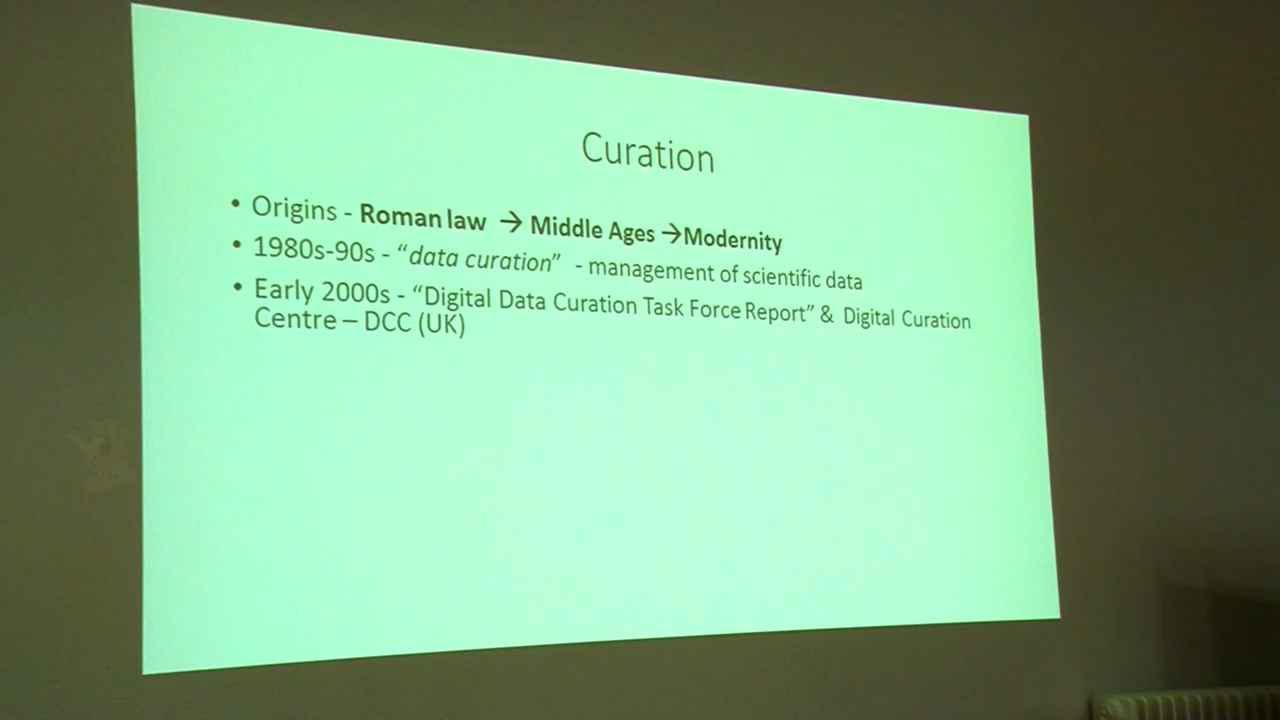 Curation
• Origins - Roman law → Middle Ages →Modernity
• 1980s-90s - “data curation” - management of scientific data
• Early 2000s - “Digital Data Curation Task Force Report” & Digital Curation
Centre – DCC (UK)